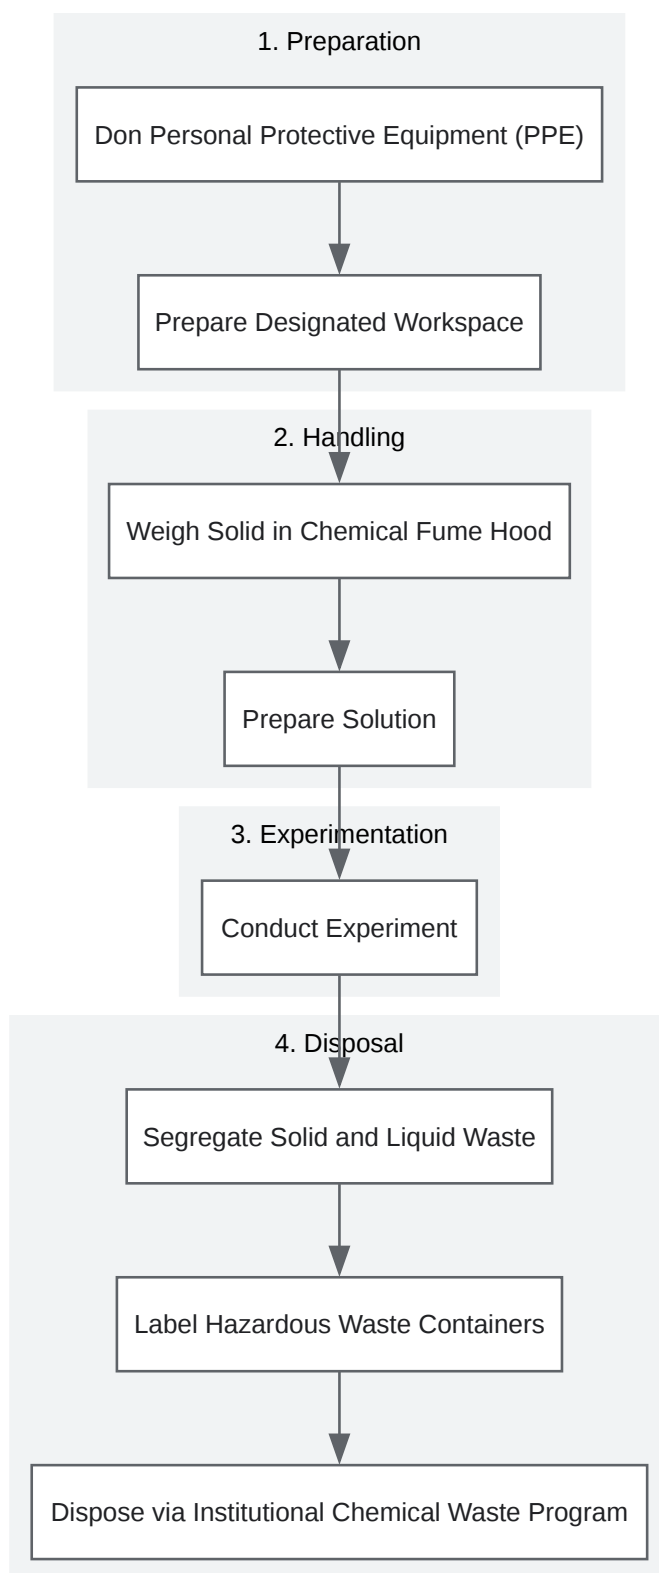 1. Preparation
Don Personal Protective Equipment (PPE)
Prepare Designated Workspace
2. Handling
Weigh Solid in Chemical Fume Hood
Prepare Solution
3. Experimentation
Conduct Experiment
4. Disposal
Segregate Solid and Liquid Waste
Label Hazardous Waste Containers
Dispose via Institutional Chemical Waste Program